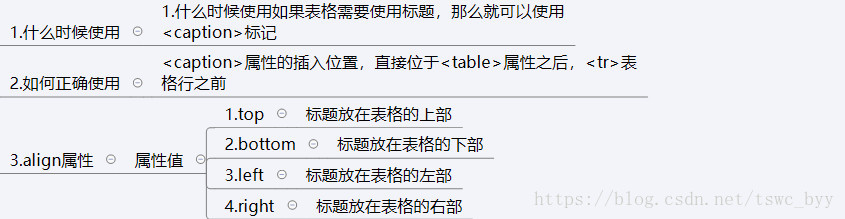 1.什么时候使用
1.什么时候使用如果表格需要使用标题，那么就可以使用
<caption>标记
2.如何正确使用
<caption>属性的插入位置，直接位于<table>属性之后，<tr>表
格行之前
3.align属性
属性值
1.top
标题放在表格的上部
2.bottom
标题放在表格的下部
3.left
标题放在表格的左部
4.right
标题放在表格的右部
https://blog.csdn.net/tswc_byy